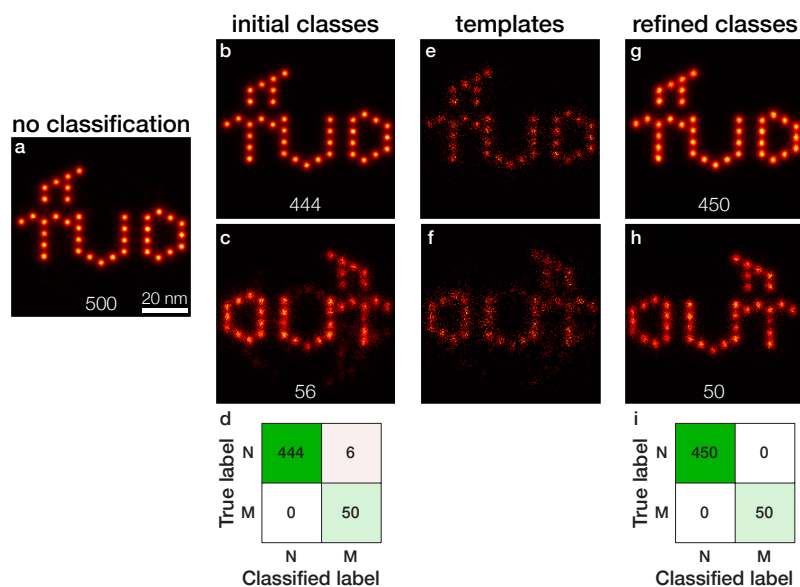 initial classes
templates
refined classes
no classification
a
500
20 nm
b
444
e
g
450
c
56
f
h
50
d
True label
N
444
6
M
0
50
N
M
Classified label
i
True label
N
450
0
M
0
50
N
M
Classified label